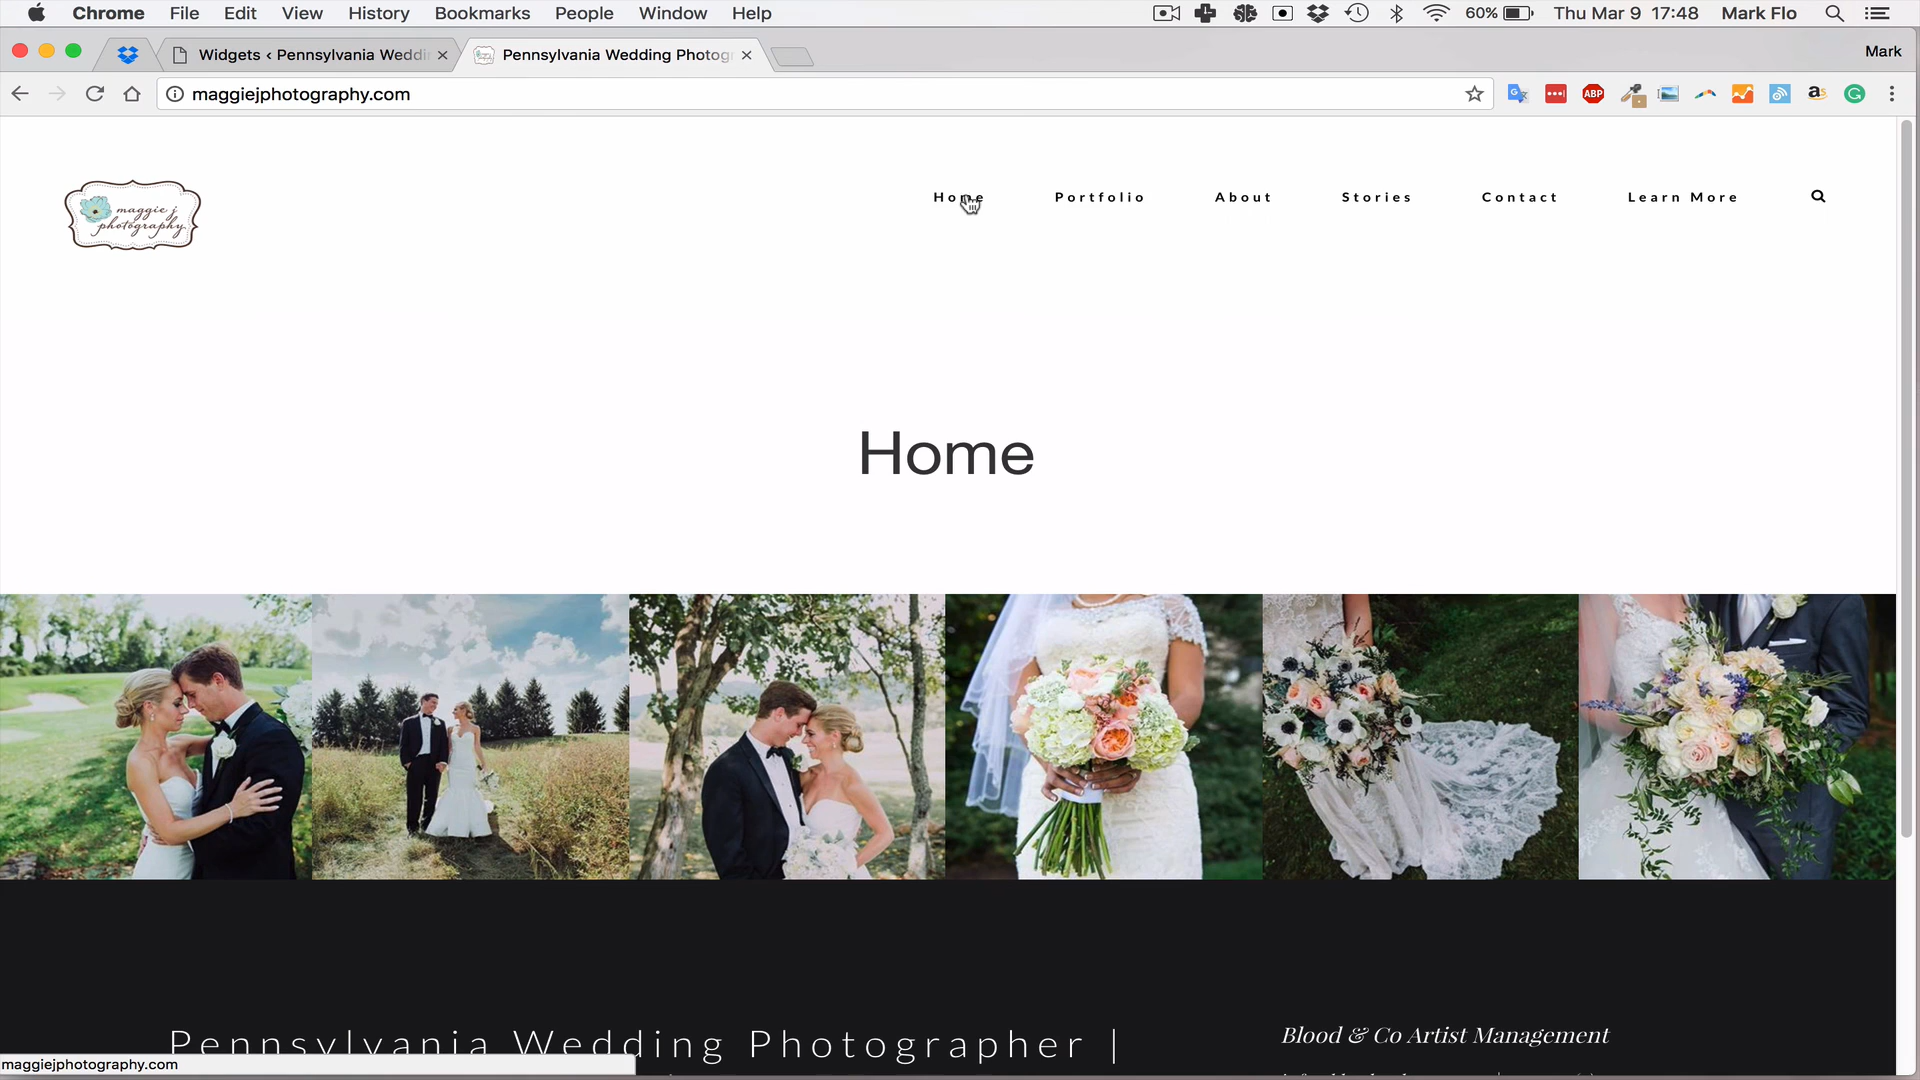 Chrome File Edit View History Bookmarks People Window Help 60% Thu Mar 9 17:48 Mark Flo
Widgets ‹ Pennsylvania Weddi
Pennsylvania Wedding Photog
Mark
maggiejphotography.com
ABP
maggie j
photography
Home Portfolio About Stories Contact Learn More
Home
Pennsylvania Wedding Photographer |
Blood & Co Artist Management
maggiejphotography.com